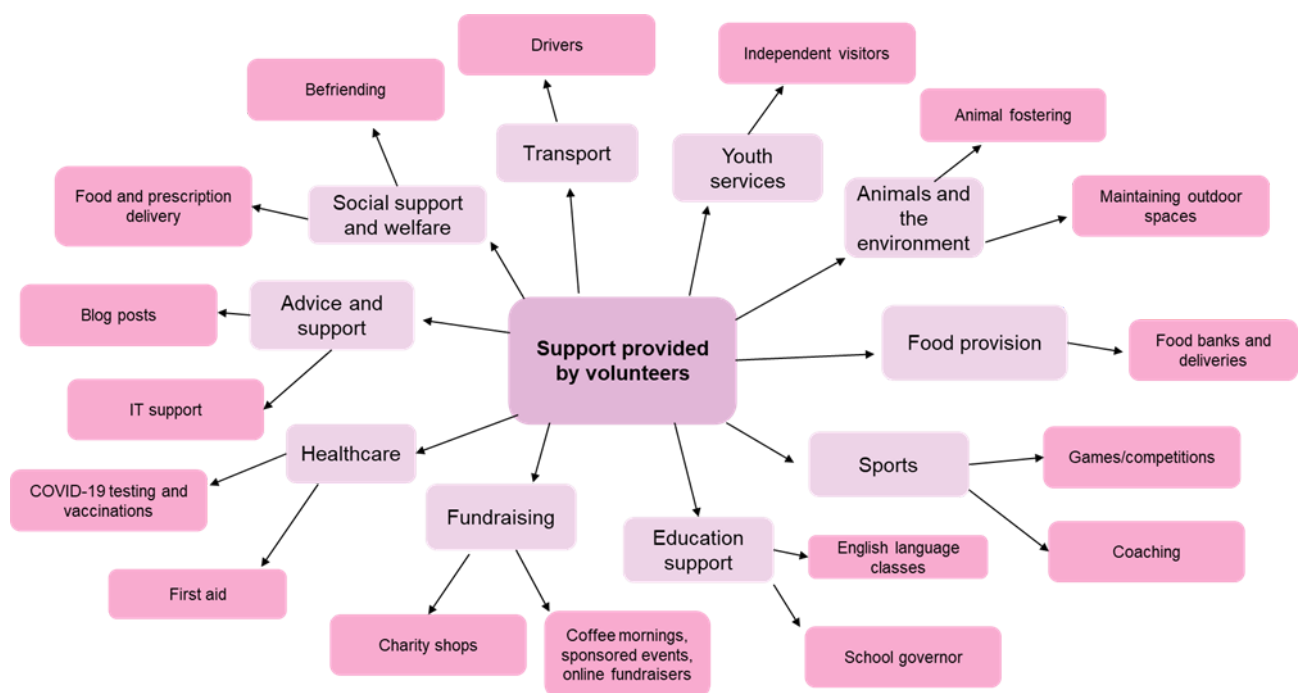 Drivers
Independent visitors
Befriending
Animal fostering
Transport
Youth
services
Food and prescription
delivery
Social support
and welfare
Animals and
the
environment
Maintaining outdoor
spaces
Blog posts
Advice and
support
Support provided
by volunteers
Food provision
Food banks and
deliveries
IT support
Healthcare
Sports
Games/competitions
COVID-19 testing and
vaccinations
Fundraising
Education
support
English language
classes
Coaching
First aid
Charity shops
Coffee mornings,
sponsored events,
online fundraisers
School governor